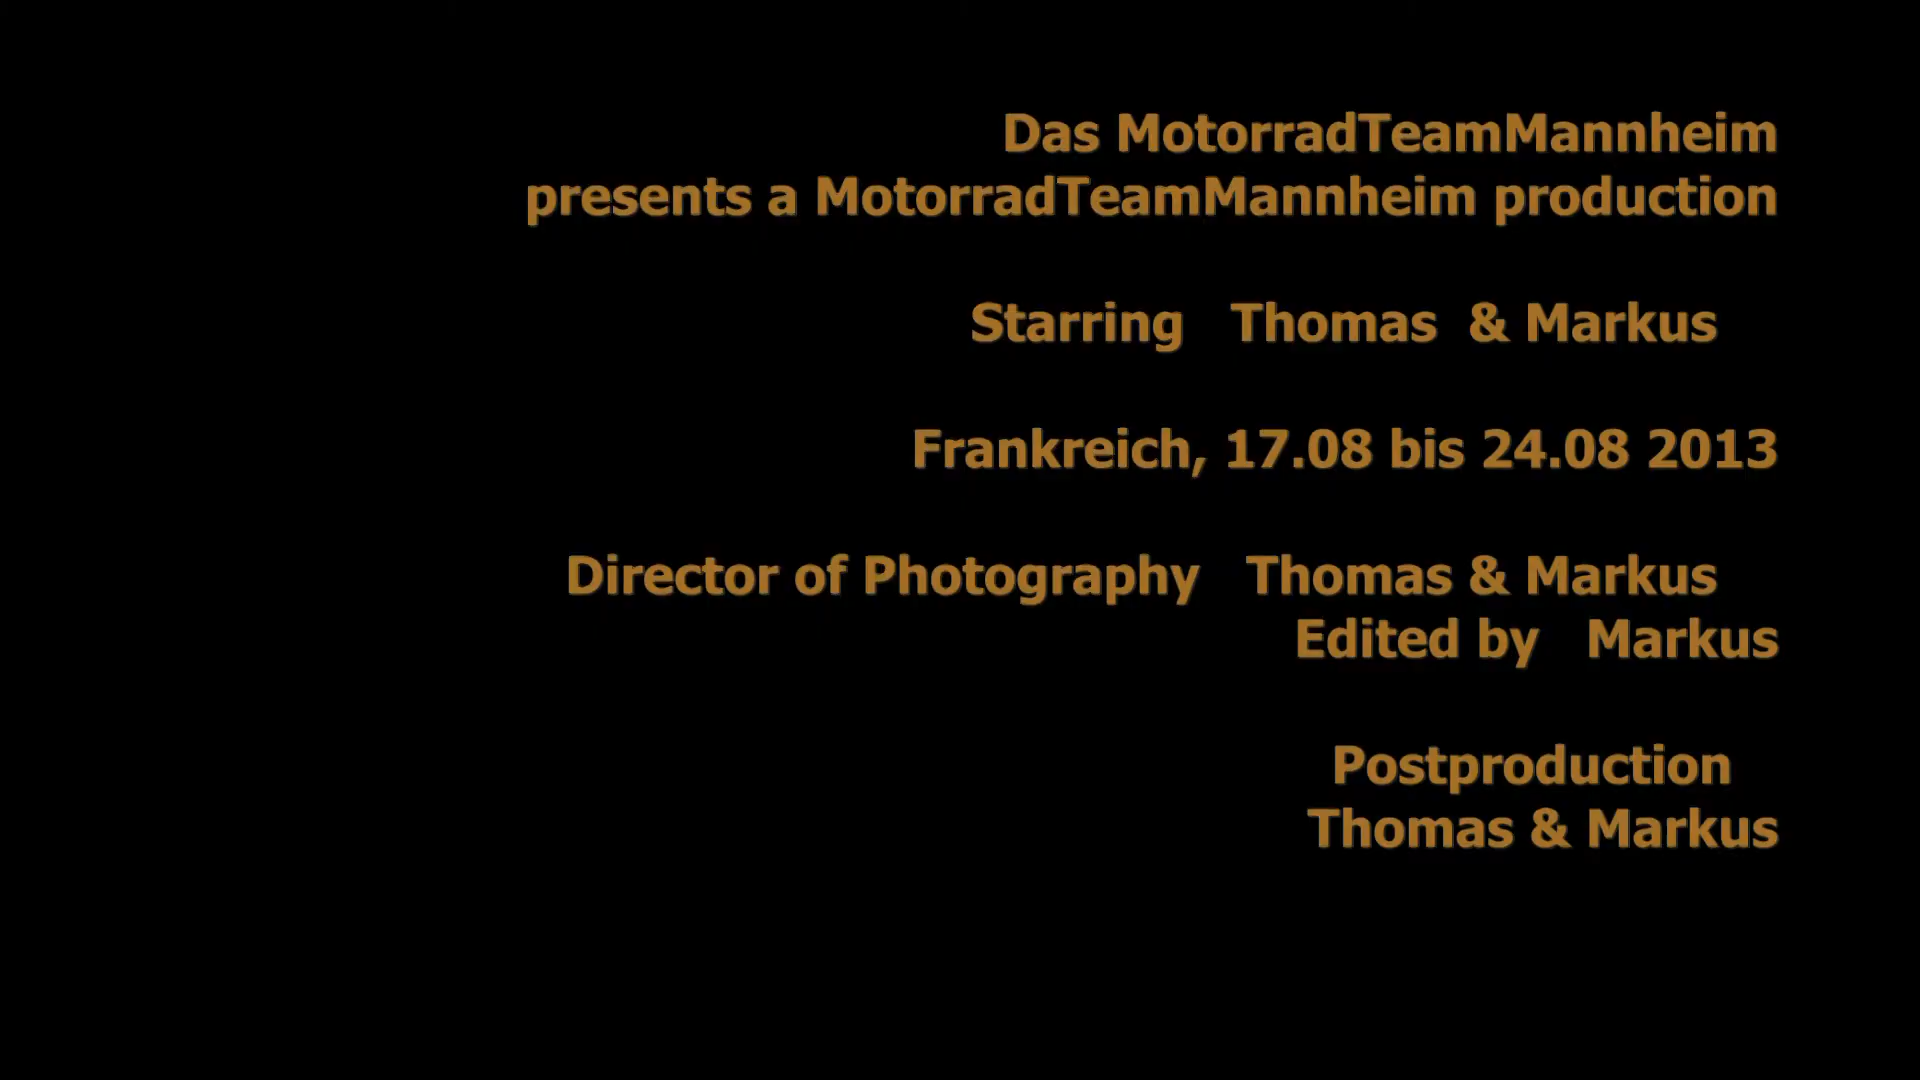 Das MotorradTeamMannheim
presents a MotorradTeamMannheim production
Starring Thomas & Markus
Frankreich, 17.08 bis 24.08 2013
Director of Photography Thomas & Markus
Edited by Markus
Postproduction
Thomas & Markus